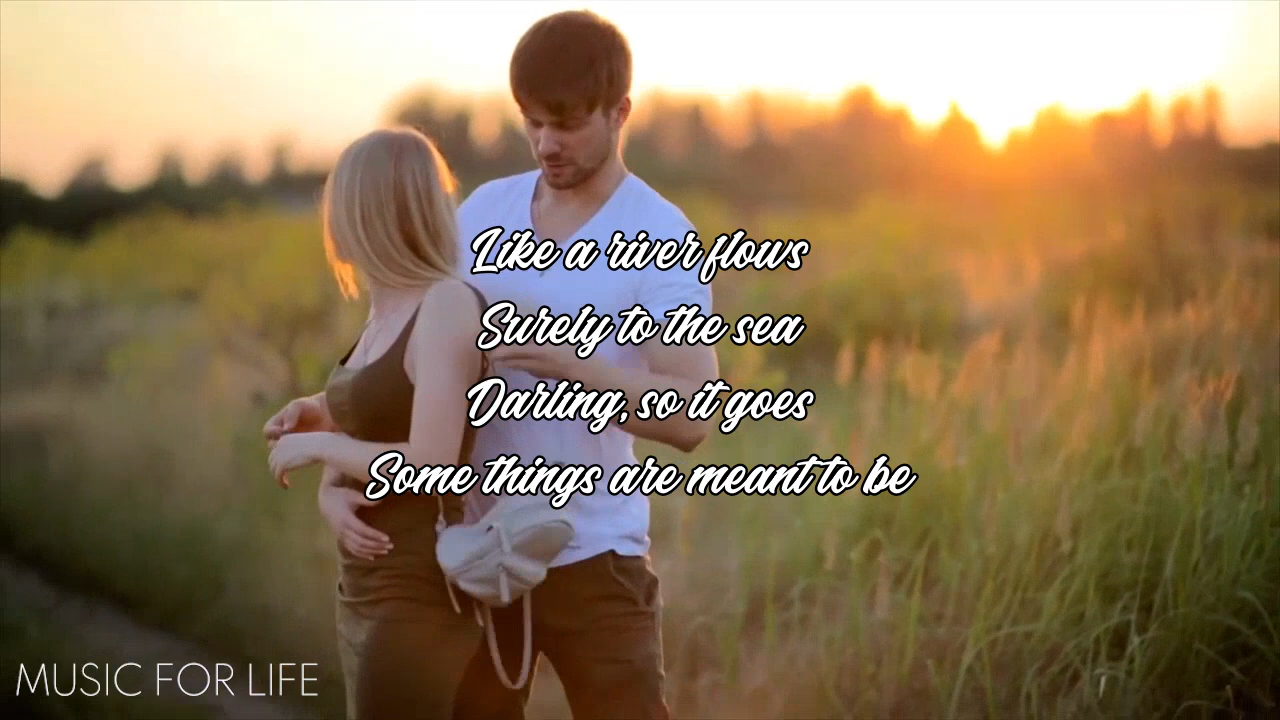 Like a river flows
Surely to the sea
Darling, so it goes
Some things are meant to be
MUSIC FOR LIFE